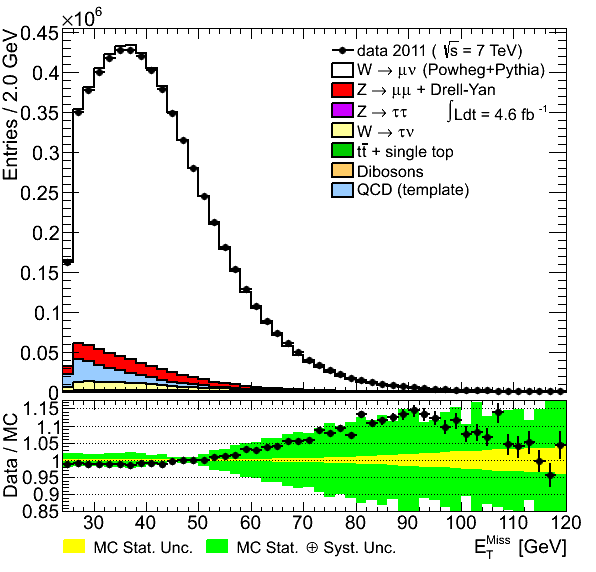 ×10⁶
Entries / 2.0 GeV
0.45
0.4
0.35
0.3
0.25
0.2
0.15
0.1
0.05
0
data 2011 ( √s = 7 TeV)
W → μν (Powheg+Pythia)
Z → μμ + Drell-Yan
Z → ττ
∫Ldt = 4.6 fb⁻¹
W → τν
tt̅ + single top
Dibosons
QCD (template)
Data / MC
1.15
1.1
1.05
1
0.95
0.9
0.85
30 40 50 60 70 80 90 100 110 120
MC Stat. Unc. MC Stat. ⊕ Syst. Unc. E_T^Miss [GeV]